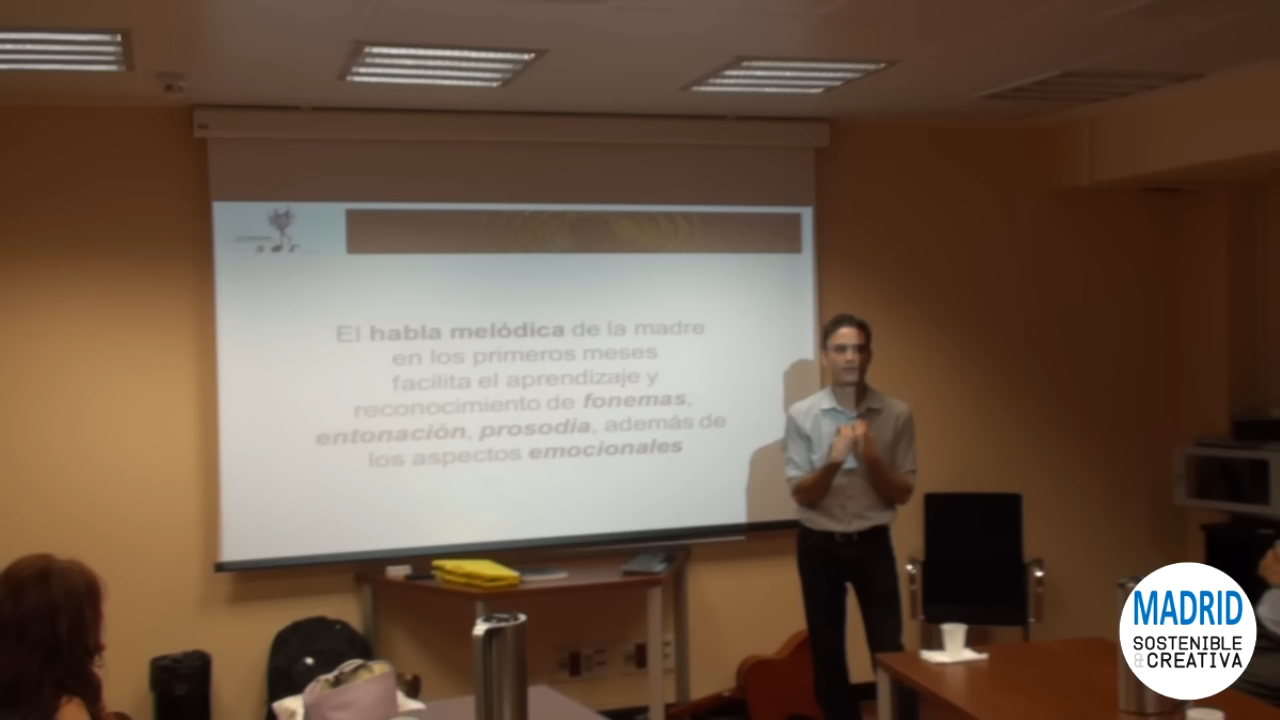 El habla melódica de la madre
en los primeros meses
facilita el aprendizaje y
reconocimiento de fonemas,
entonación, prosodia, además de
los aspectos emocionales
MADRID
SOSTENIBLE
CREATIVA